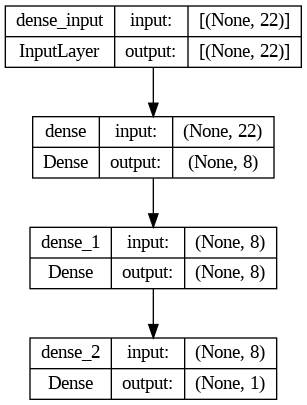 dense_input input: [(None, 22)]
InputLayer output: [(None, 22)]
dense input: (None, 22)
Dense output: (None, 8)
dense_1 input: (None, 8)
Dense output: (None, 8)
dense_2 input: (None, 8)
Dense output: (None, 1)